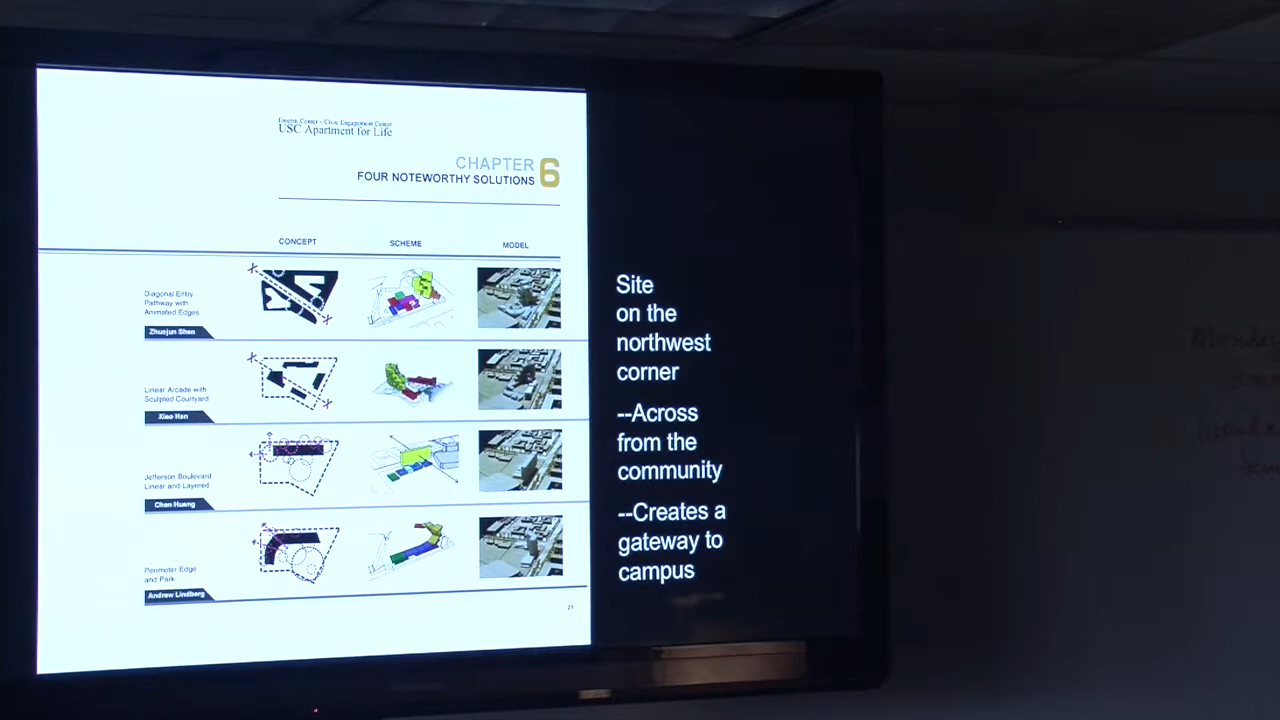 USC Apartment for Life
CHAPTER 6
FOUR NOTEWORTHY SOLUTIONS
CONCEPT SCHEME MODEL
Diagonal Entry
Pathway with
Animated Edges
Zhuojun Shen
Linear Arcade with
Sculpted Courtyard
Xiao Han
Jefferson Boulevard
Linear and Layered
Chen Huang
Perimeter Edge
and Park
Andrew Lindberg
21
Site
on the
northwest
corner
--Across
from the
community
--Creates a
gateway to
campus